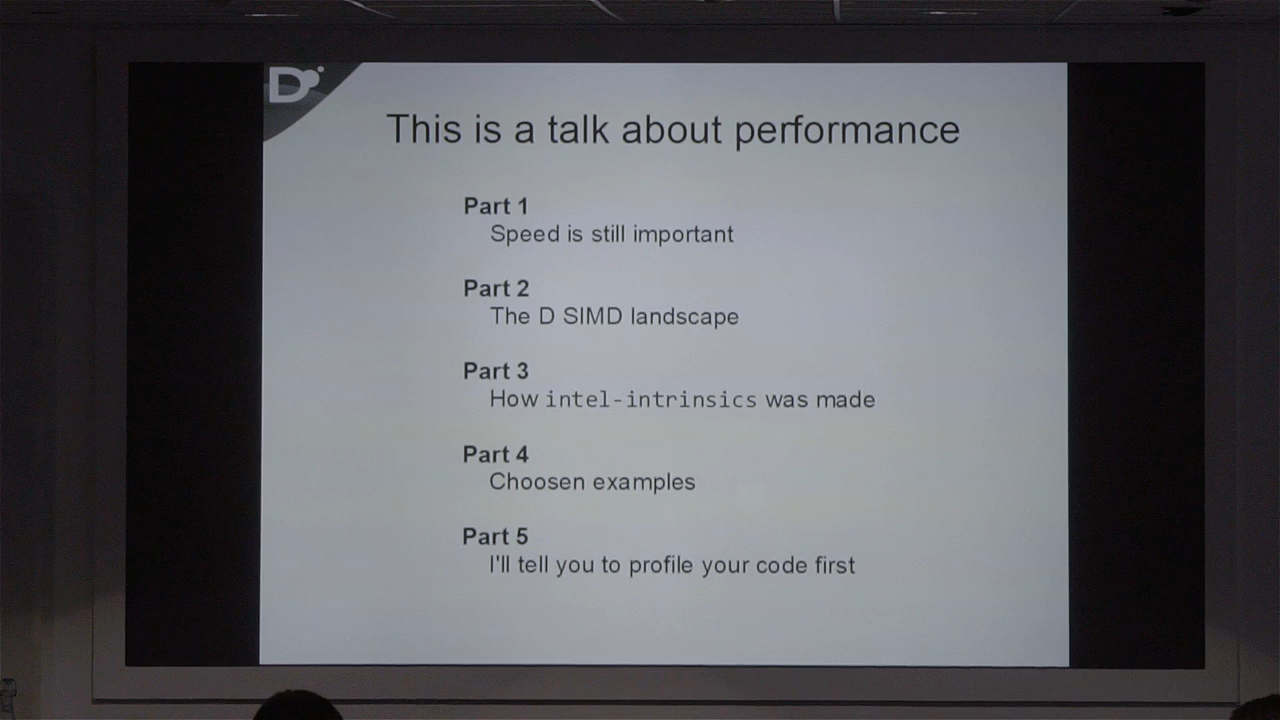 D
This is a talk about performance
Part 1
Speed is still important
Part 2
The D SIMD landscape
Part 3
How intel-intrinsics was made
Part 4
Choosen examples
Part 5
I'll tell you to profile your code first